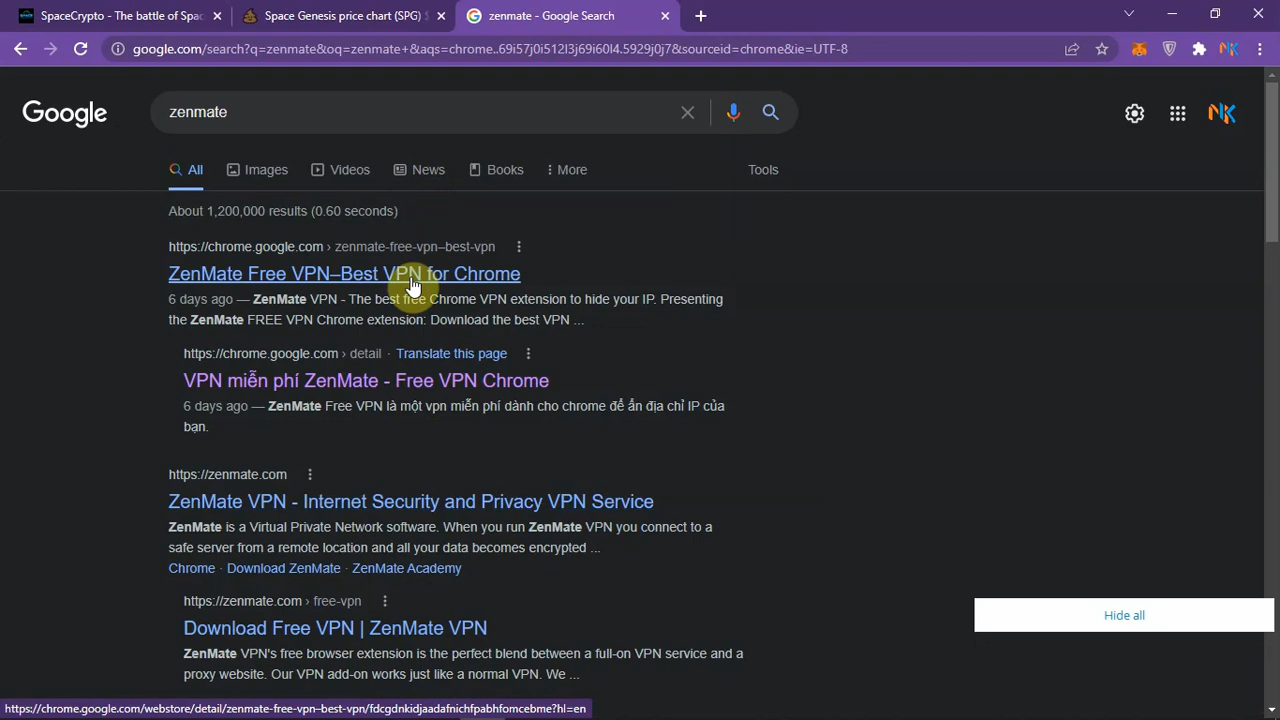 SpaceCrypto - The battle of Spac
Space Genesis price chart (SPG)
zenmate - Google Search
google.com/search?q=zenmate&oq=zenmate+&aqs=chrome..69i57j0i512l3j69i60l4.5929j0j7&sourceid=chrome&ie=UTF-8
Google
zenmate
NK
All
Images
Videos
News
Books
More
Tools
About 1,200,000 results (0.60 seconds)
https://chrome.google.com › zenmate-free-vpn–best-vpn
ZenMate Free VPN–Best VPN for Chrome
6 days ago — ZenMate VPN - The best free Chrome VPN extension to hide your IP. Presenting
the ZenMate FREE VPN Chrome extension: Download the best VPN ...
https://chrome.google.com › detail · Translate this page
VPN miễn phí ZenMate - Free VPN Chrome
6 days ago — ZenMate Free VPN là một vpn miễn phí dành cho chrome để ẩn địa chỉ IP của
bạn.
https://zenmate.com
ZenMate VPN - Internet Security and Privacy VPN Service
ZenMate is a Virtual Private Network software. When you run ZenMate VPN you connect to a
safe server from a remote location and all your data becomes encrypted ...
Chrome · Download ZenMate · ZenMate Academy
https://zenmate.com › free-vpn
Download Free VPN | ZenMate VPN
ZenMate VPN's free browser extension is the perfect blend between a full-on VPN service and a
proxy website. Our VPN add-on works just like a normal VPN. We ...
Hide all
https://chrome.google.com/webstore/detail/zenmate-free-vpn–best-vpn/fdcgdnkidjaadafnichfpabhfomcebme?hl=en